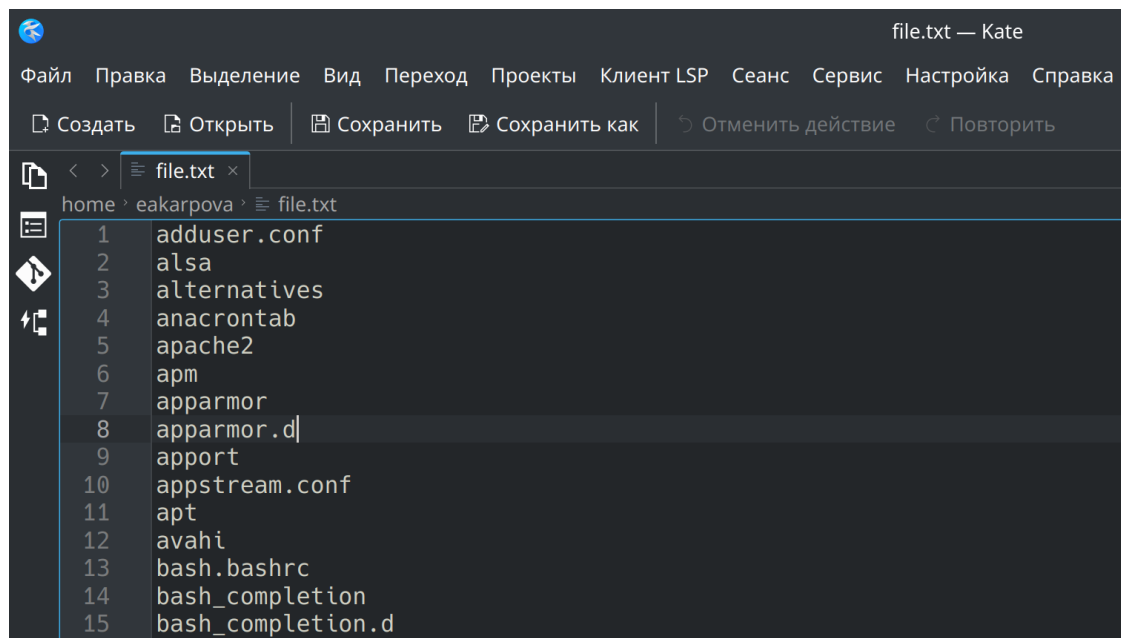 file.txt — Kate
Файл Правка Выделение Вид Переход Проекты Клиент LSP Сеанс Сервис Настройка Справка
Создать Открыть Сохранить Сохранить как Отменить действие Повторить
file.txt
home eakarpova file.txt
1 adduser.conf
2 alsa
3 alternatives
4 anacrontab
5 apache2
6 apm
7 apparmor
8 apparmor.d
9 apport
10 appstream.conf
11 apt
12 avahi
13 bash.bashrc
14 bash_completion
15 bash_completion.d